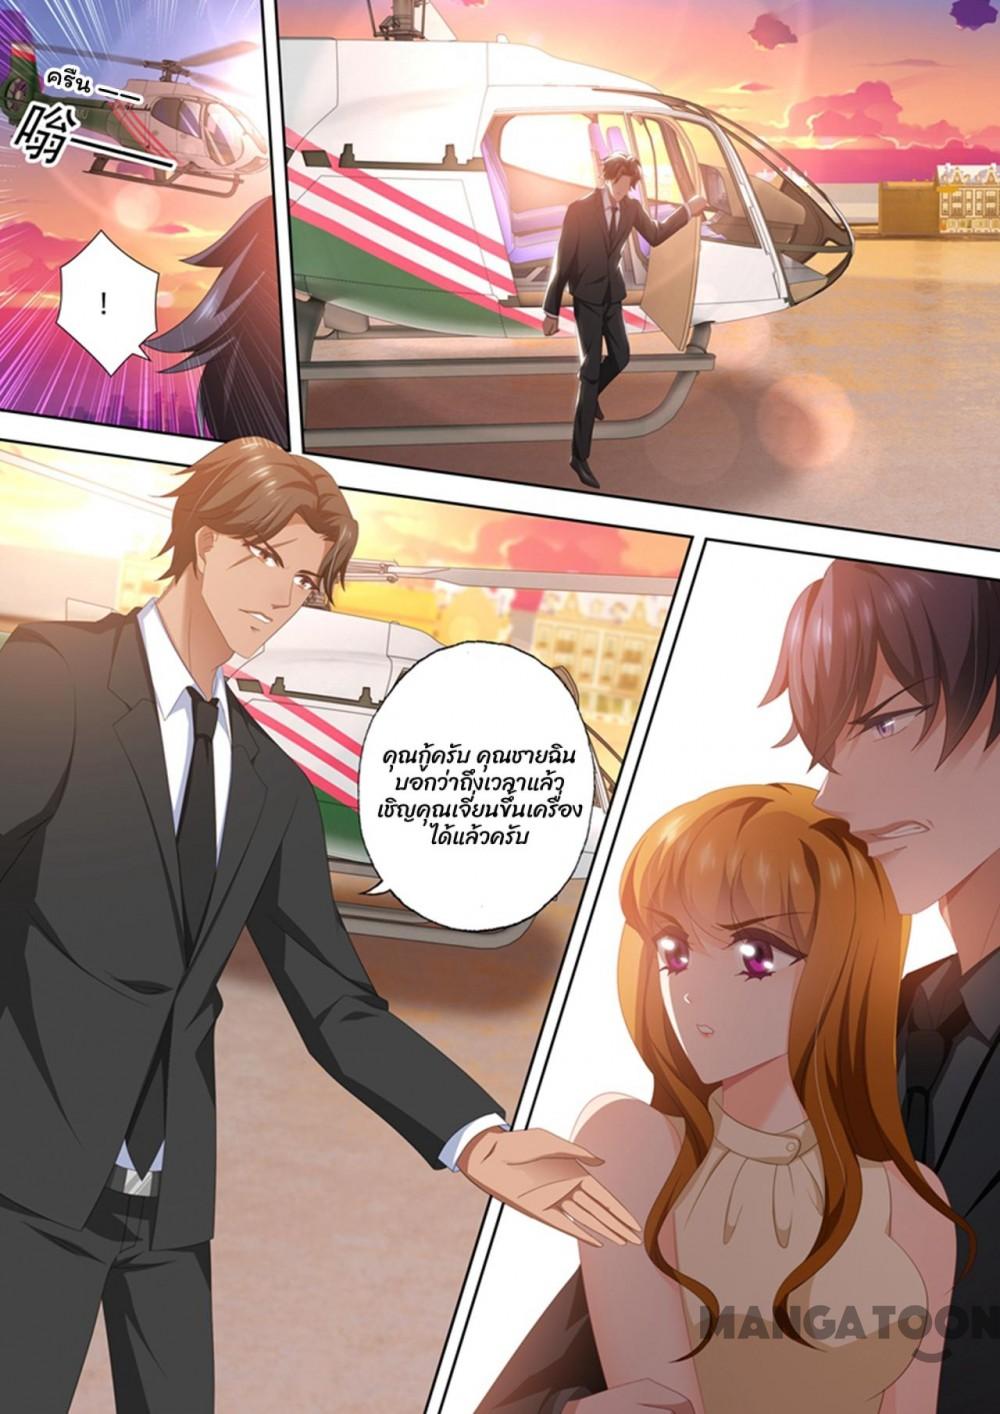 ครืน ——
嗡——
!
คุณกู้ครับ คุณชายฉิน
บอกว่าถึงเวลาแล้ว
เชิญคุณเจี่ยนขึ้นเครื่อง
ได้แล้วครับ
MANGATOON